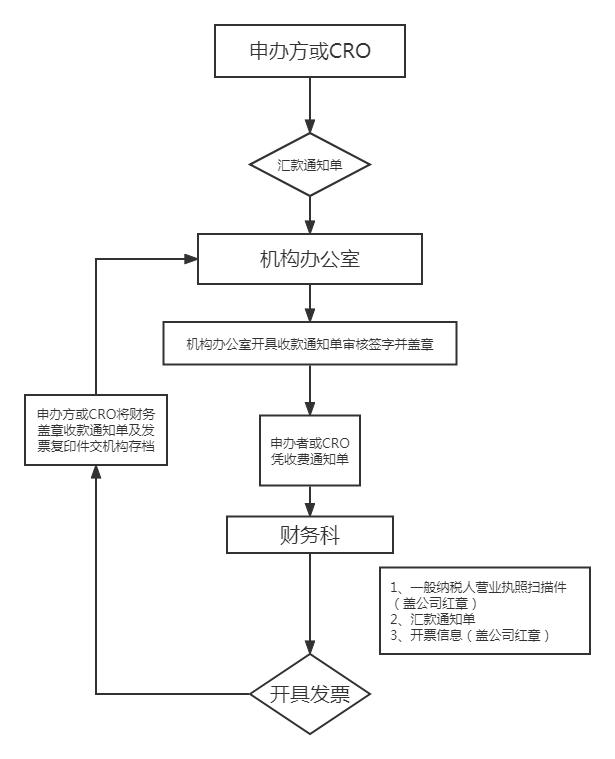 申办方或CRO
汇款通知单
机构办公室
机构办公室开具收款通知单审核签字并盖章
申办方或CRO将财务
盖章收款通知单及发
票复印件交机构存档
申办者或CRO
凭收费通知单
财务科
1、一般纳税人营业执照扫描件
（盖公司红章）
2、汇款通知单
3、开票信息（盖公司红章）
开具发票